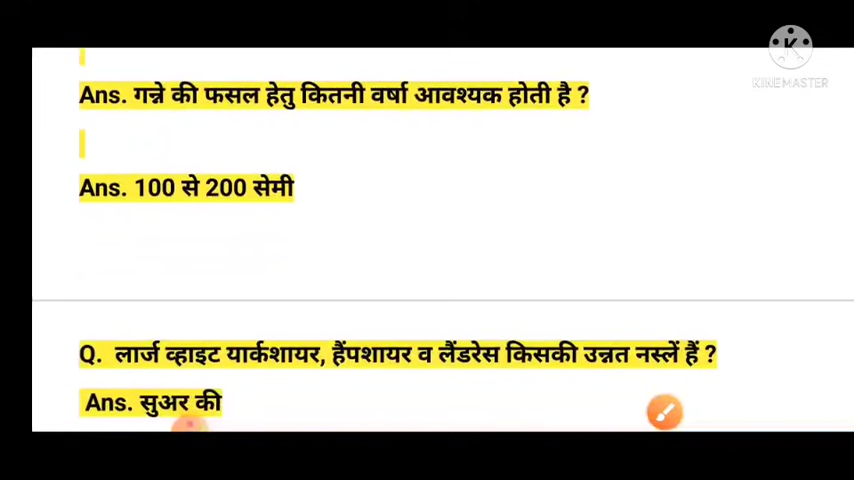 KINEMASTER
Ans. गन्ने की फसल हेतु कितनी वर्षा आवश्यक होती है ?
Ans. 100 से 200 सेमी
Q. लार्ज व्हाइट यार्कशायर, हैंपशायर व लैंडरेस किसकी उन्नत नस्लें हैं ?
Ans. सुअर की